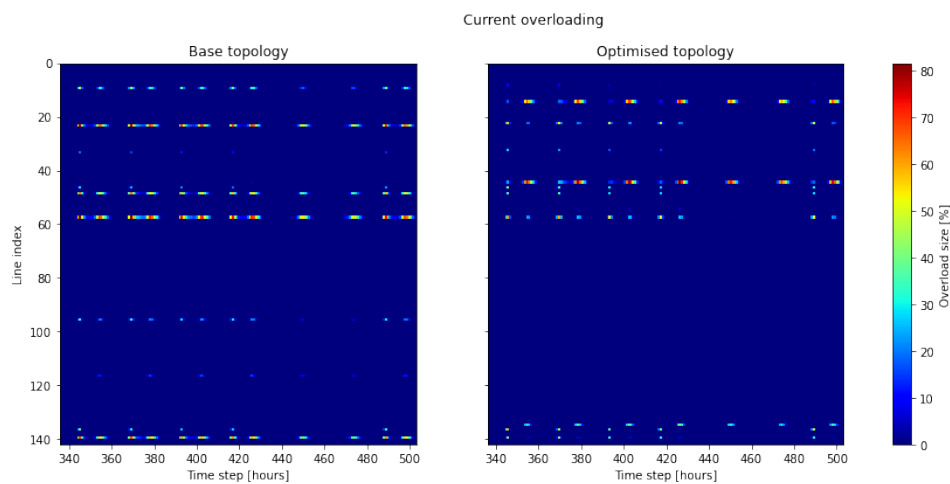 Current overloading
Base topology
Optimised topology
0
20
40
60
80
100
120
140
Line index
340 360 380 400 420 440 460 480 500
Time step [hours]
340 360 380 400 420 440 460 480 500
Time step [hours]
80
70
60
50
40
30
20
10
0
Overload size [%]